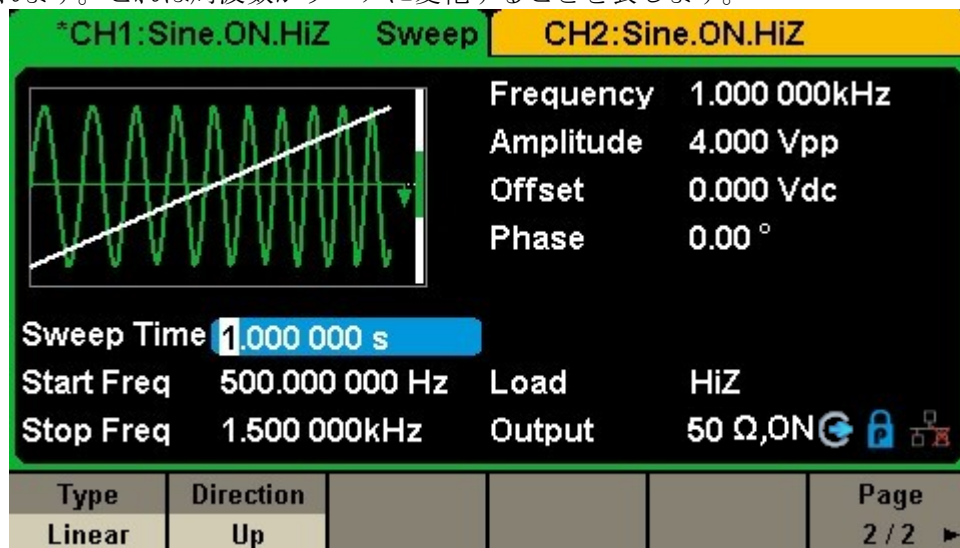 *CH1:Sine.ON.HiZ Sweep CH2:Sine.ON.HiZ
Frequency 1.000 000kHz
Amplitude 4.000 Vpp
Offset 0.000 Vdc
Phase 0.00 °
Sweep Time 1.000 000 s
Start Freq 500.000 000 Hz Load HiZ
Stop Freq 1.500 000kHz Output 50 Ω,ON
Type Direction Page
Linear Up 2 / 2